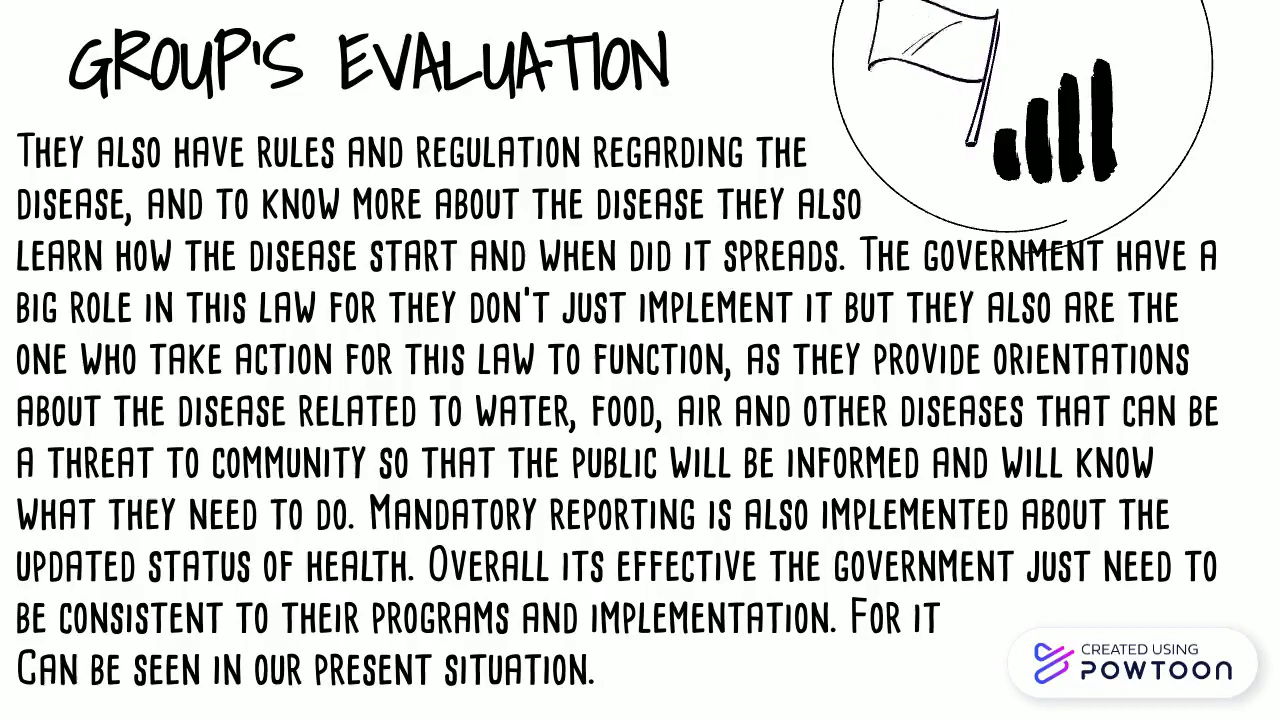 GROUP'S EVALUATION
THEY ALSO HAVE RULES AND REGULATION REGARDING THE
DISEASE, AND TO KNOW MORE ABOUT THE DISEASE THEY ALSO
LEARN HOW THE DISEASE START AND WHEN DID IT SPREADS. THE GOVERNMENT HAVE A
BIG ROLE IN THIS LAW FOR THEY DON'T JUST IMPLEMENT IT BUT THEY ALSO ARE THE
ONE WHO TAKE ACTION FOR THIS LAW TO FUNCTION, AS THEY PROVIDE ORIENTATIONS
ABOUT THE DISEASE RELATED TO WATER, FOOD, AIR AND OTHER DISEASES THAT CAN BE
A THREAT TO COMMUNITY SO THAT THE PUBLIC WILL BE INFORMED AND WILL KNOW
WHAT THEY NEED TO DO. MANDATORY REPORTING IS ALSO IMPLEMENTED ABOUT THE
UPDATED STATUS OF HEALTH. OVERALL ITS EFFECTIVE THE GOVERNMENT JUST NEED TO
BE CONSISTENT TO THEIR PROGRAMS AND IMPLEMENTATION. FOR IT
CAN BE SEEN IN OUR PRESENT SITUATION.
CREATED USING
POWTOON